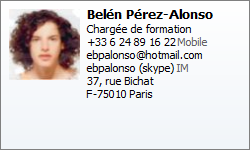 Belén Pérez-Alonso
Chargée de formation
+33 6 24 89 16 22 Mobile
ebpalonso@hotmail.com
ebpalonso (skype) IM
37, rue Bichat
F-75010 Paris